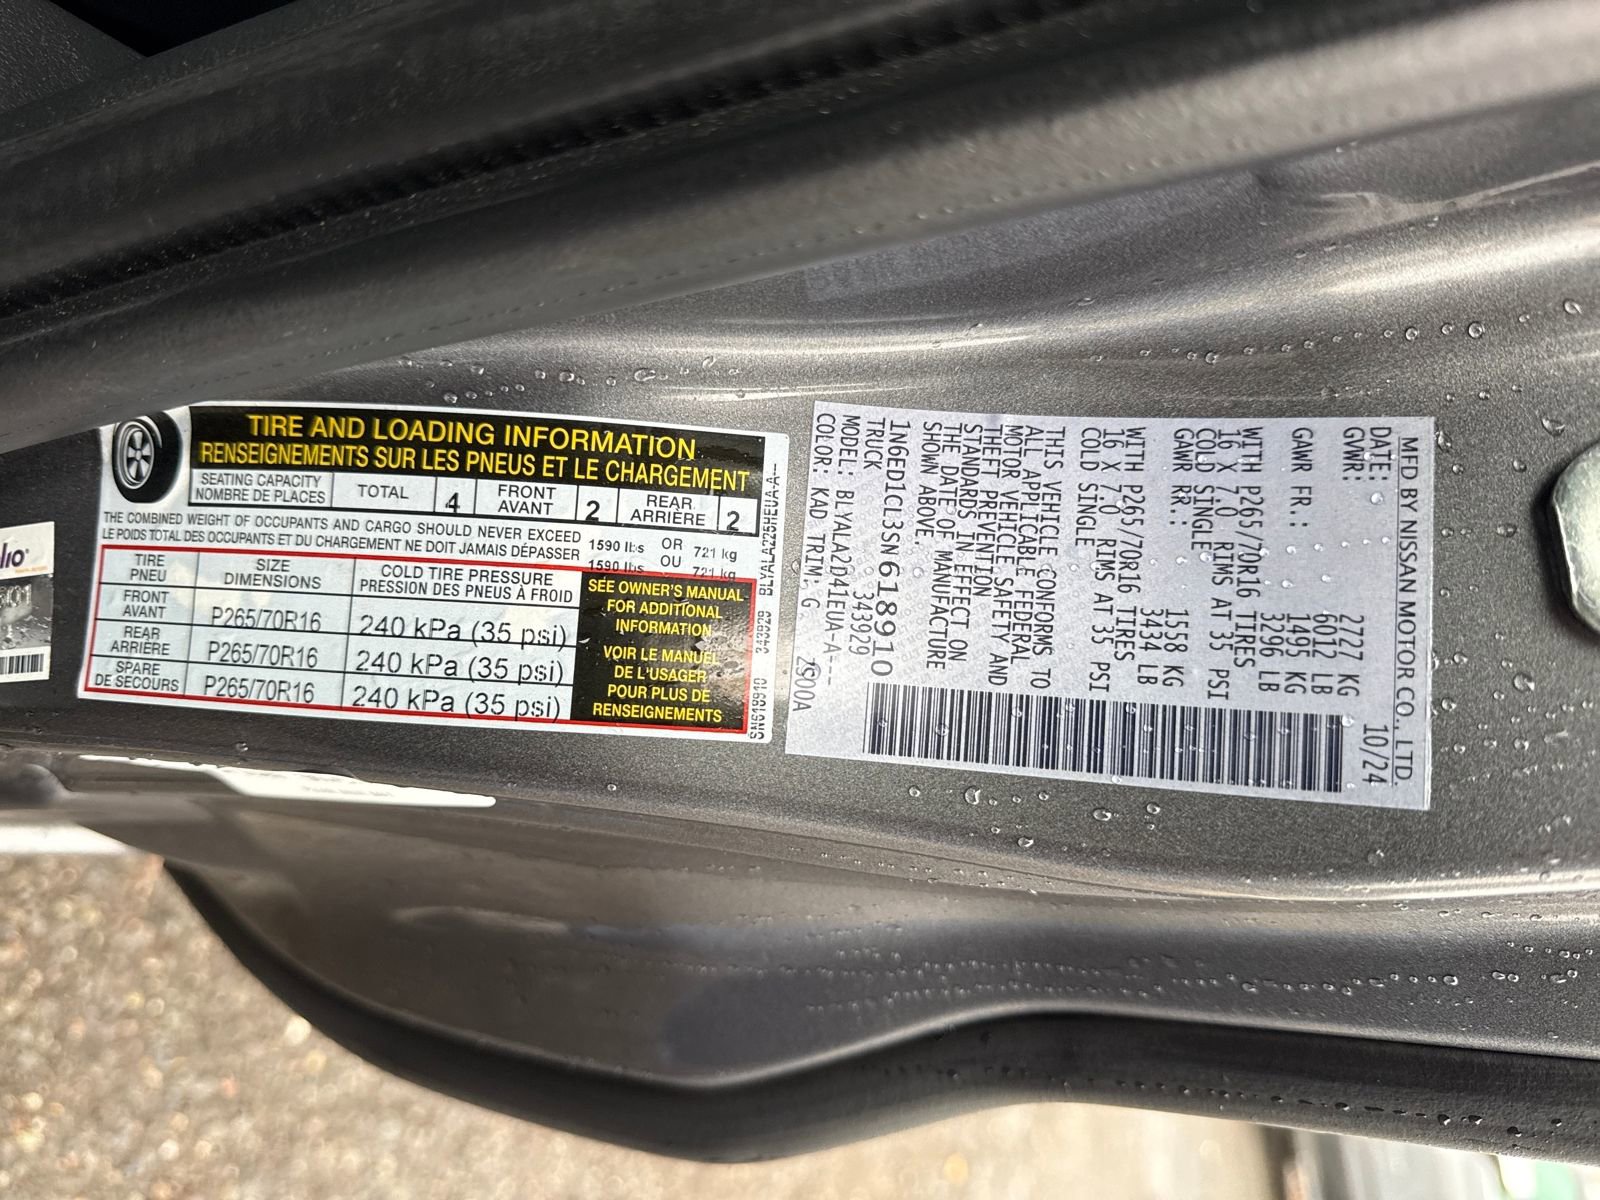 TIRE AND LOADING INFORMATION
RENSEIGNEMENTS SUR LES PNEUS ET LE CHARGEMENT
SEATING CAPACITY
NOMBRE DE PLACES
TOTAL 4
FRONT
AVANT 2
REAR
ARRIÈRE 2
THE COMBINED WEIGHT OF OCCUPANTS AND CARGO SHOULD NEVER EXCEED 1590 lbs OR 721 kg
LE POIDS TOTAL DES OCCUPANTS ET DU CHARGEMENT NE DOIT JAMAIS DÉPASSER 1590 lbs OU 721 kg
TIRE
PNEU
SIZE
DIMENSIONS
COLD TIRE PRESSURE
PRESSION DES PNEUS À FROID
FRONT
AVANT
P265/70R16
240 kPa (35 psi)
REAR
ARRIÈRE
P265/70R16
240 kPa (35 psi)
SPARE
DE SECOURS
P265/70R16
240 kPa (35 psi)
SEE OWNER'S MANUAL
FOR ADDITIONAL
INFORMATION
VOIR LE MANUEL
DE L'USAGER
POUR PLUS DE
RENSEIGNEMENTS
SN618910 343929 BLYALA225HEUA-A--
MFD BY NISSAN MOTOR CO., LTD.
DATE: 10/24
GVWR: 2727 KG
6012 LB
GAWR FR.: 1495 KG
3296 LB
WITH P265/70R16 TIRES
16 X 7.0 RIMS AT 35 PSI
COLD SINGLE
GAWR RR.: 1558 KG
3434 LB
WITH P265/70R16 TIRES
16 X 7.0 RIMS AT 35 PSI
COLD SINGLE
THIS VEHICLE CONFORMS TO
ALL APPLICABLE FEDERAL
MOTOR VEHICLE SAFETY AND
THEFT PREVENTION
STANDARDS IN EFFECT ON
THE DATE OF MANUFACTURE
SHOWN ABOVE.
1N6ED1CL3SN618910
TRUCK 343929
MODEL: BLYALA2D41EUA-A---
COLOR: KAD TRIM: G